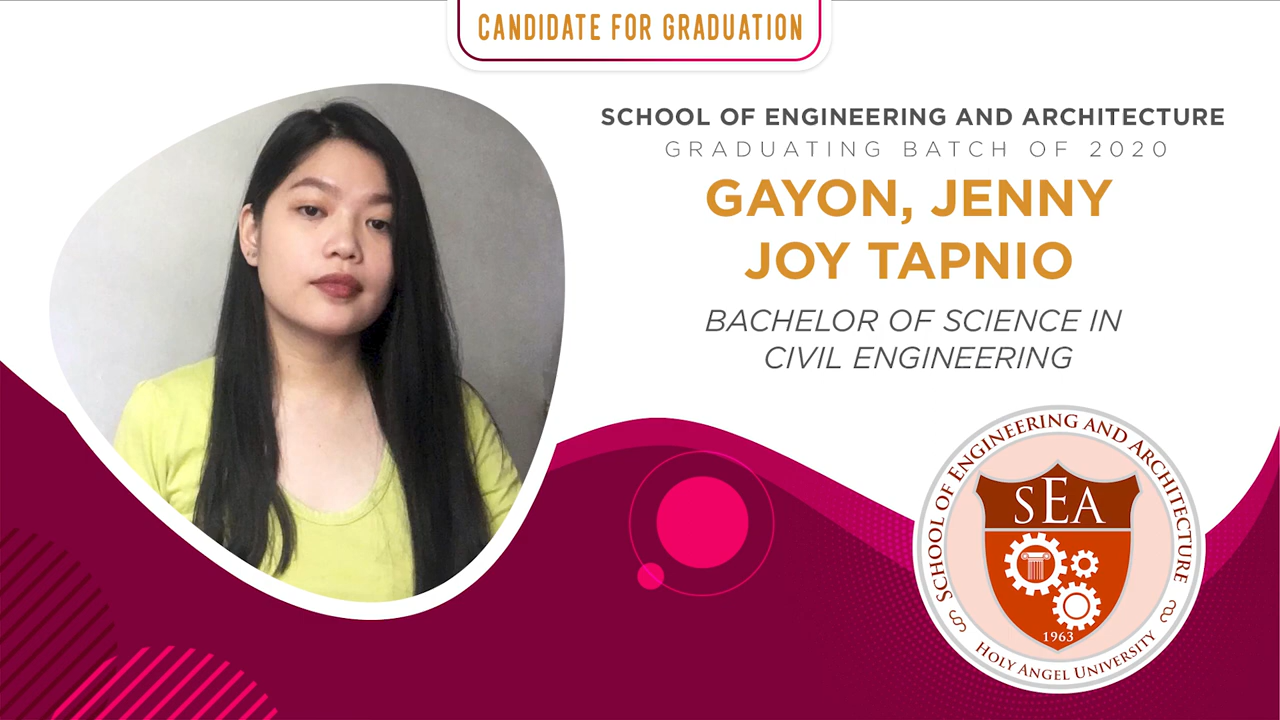 CANDIDATE FOR GRADUATION
SCHOOL OF ENGINEERING AND ARCHITECTURE
GRADUATING BATCH OF 2020
GAYON, JENNY
JOY TAPNIO
BACHELOR OF SCIENCE IN
CIVIL ENGINEERING
SCHOOL OF ENGINEERING AND ARCHITECTURE
SEA
1963
HOLY ANGEL UNIVERSITY